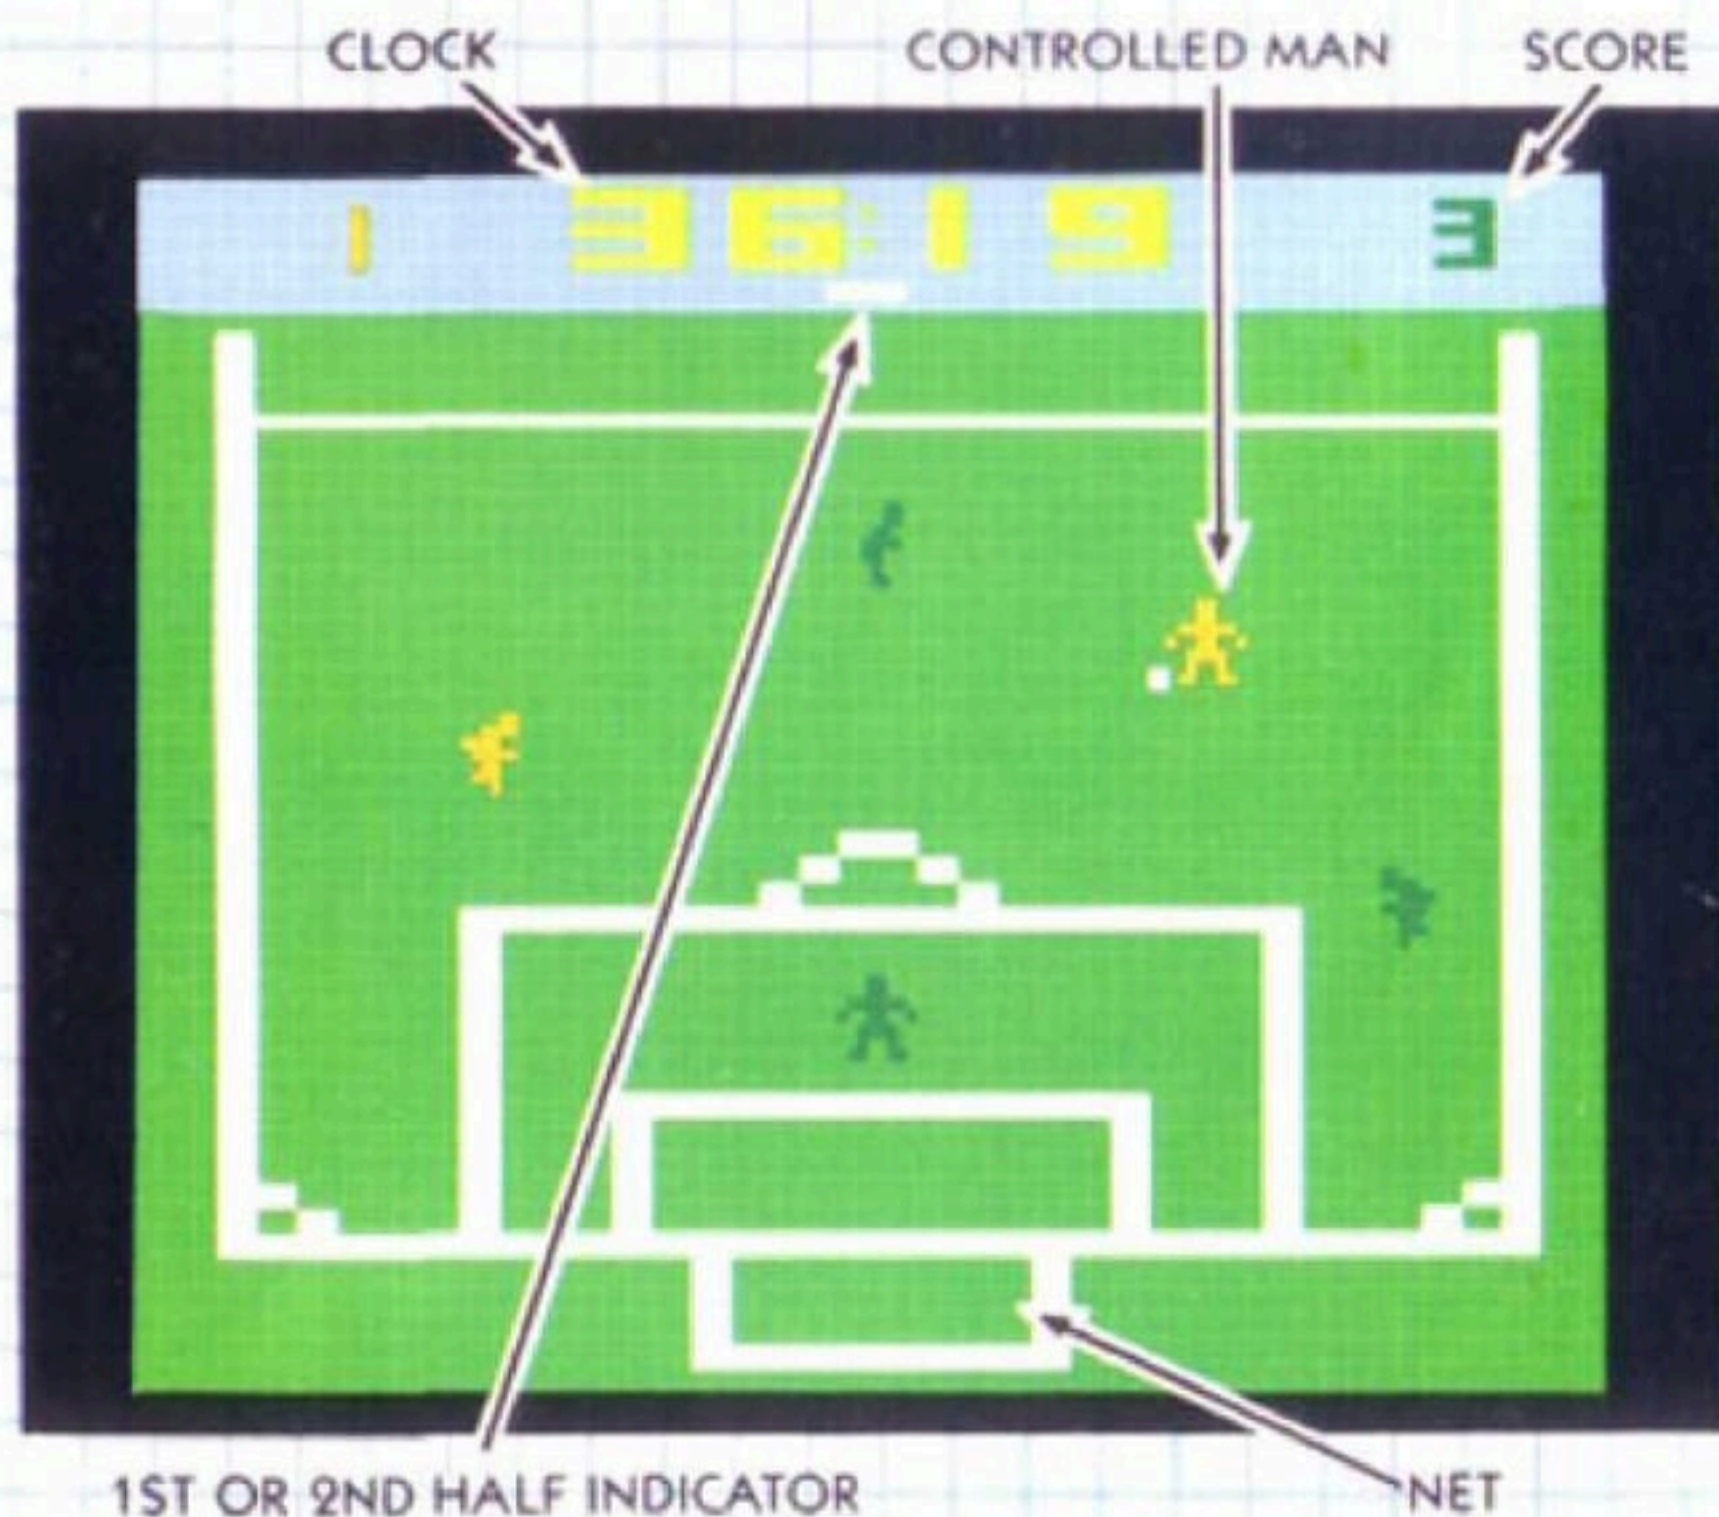 CLOCK CONTROLLED MAN SCORE
1 36:19 3
1ST OR 2ND HALF INDICATOR NET